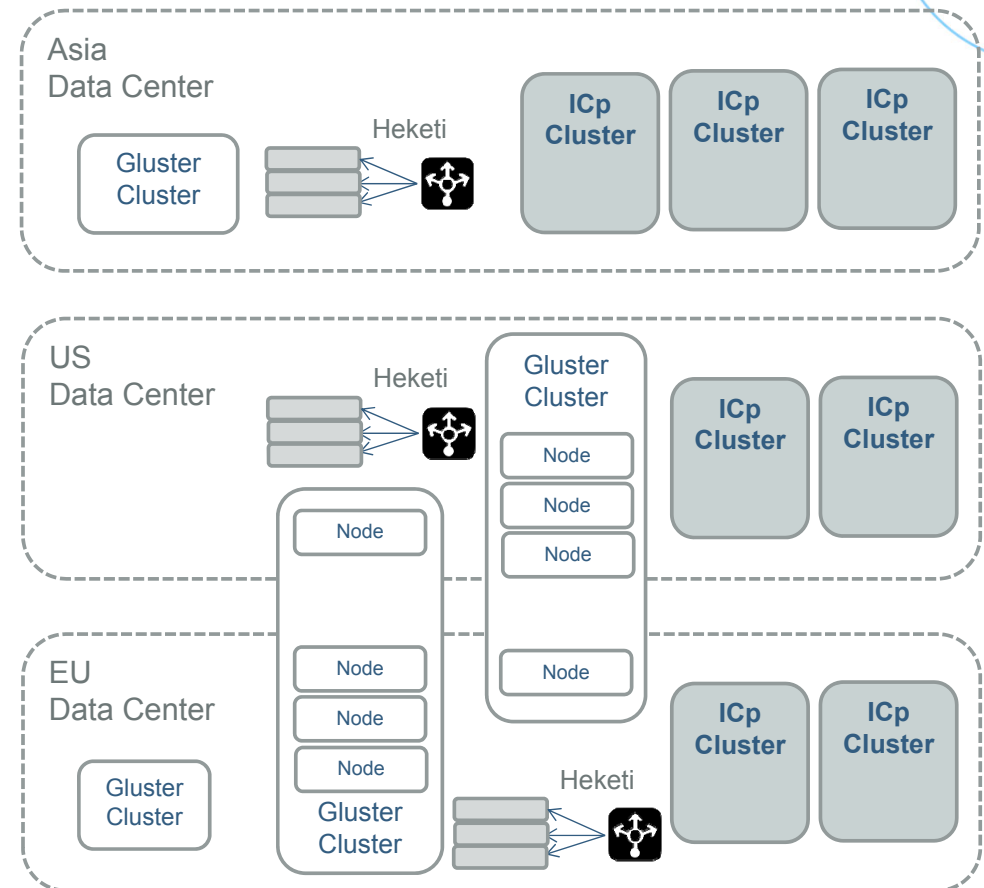 Asia
Data Center
Gluster
Cluster
Heketi
ICp
Cluster
ICp
Cluster
ICp
Cluster
US
Data Center
Heketi
Gluster
Cluster
Node
Node
Node
Node
ICp
Cluster
ICp
Cluster
Node
Node
Node
Node
Gluster
Cluster
EU
Data Center
Gluster
Cluster
Heketi
ICp
Cluster
ICp
Cluster